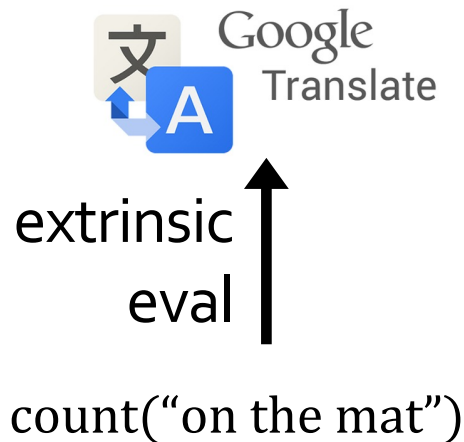 文
A
Google
Translate
extrinsic
eval
count(“on the mat”)